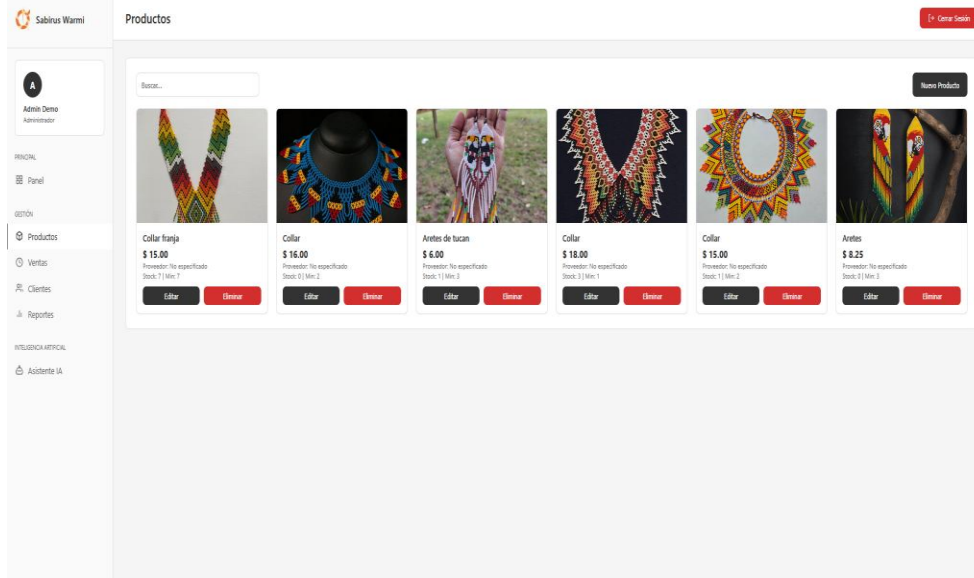 Sabirus Warmi
Productos
Cerrar Sesión
A
Admin Demo
Administrador
PRINCIPAL
Panel
GESTIÓN
Productos
Ventas
Clientes
Reportes
INTELIGENCIA ARTIFICIAL
Asistente IA
Buscar...
Nuevo Producto
Collar franja
$ 15.00
Proveedor: No especificado
Stock: 7 | Min: 7
Editar
Eliminar
Collar
$ 16.00
Proveedor: No especificado
Stock: 0 | Min: 2
Editar
Eliminar
Aretes de tucan
$ 6.00
Proveedor: No especificado
Stock: 1 | Min: 3
Editar
Eliminar
Collar
$ 18.00
Proveedor: No especificado
Stock: 3 | Min: 1
Editar
Eliminar
Collar
$ 15.00
Proveedor: No especificado
Stock: 1 | Min: 2
Editar
Eliminar
Aretes
$ 8.25
Proveedor: No especificado
Stock: 0 | Min: 3
Editar
Eliminar